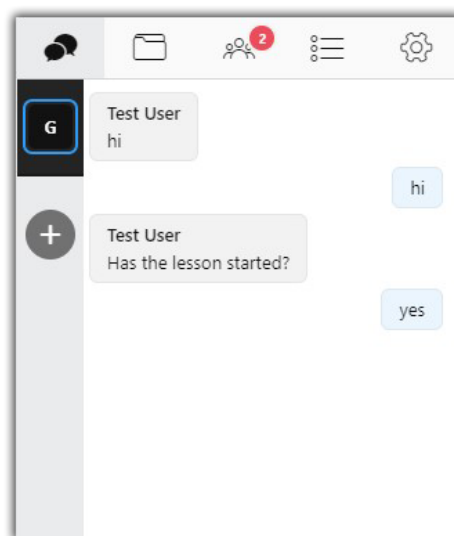 2
G
Test User
hi
hi
Test User
Has the lesson started?
yes